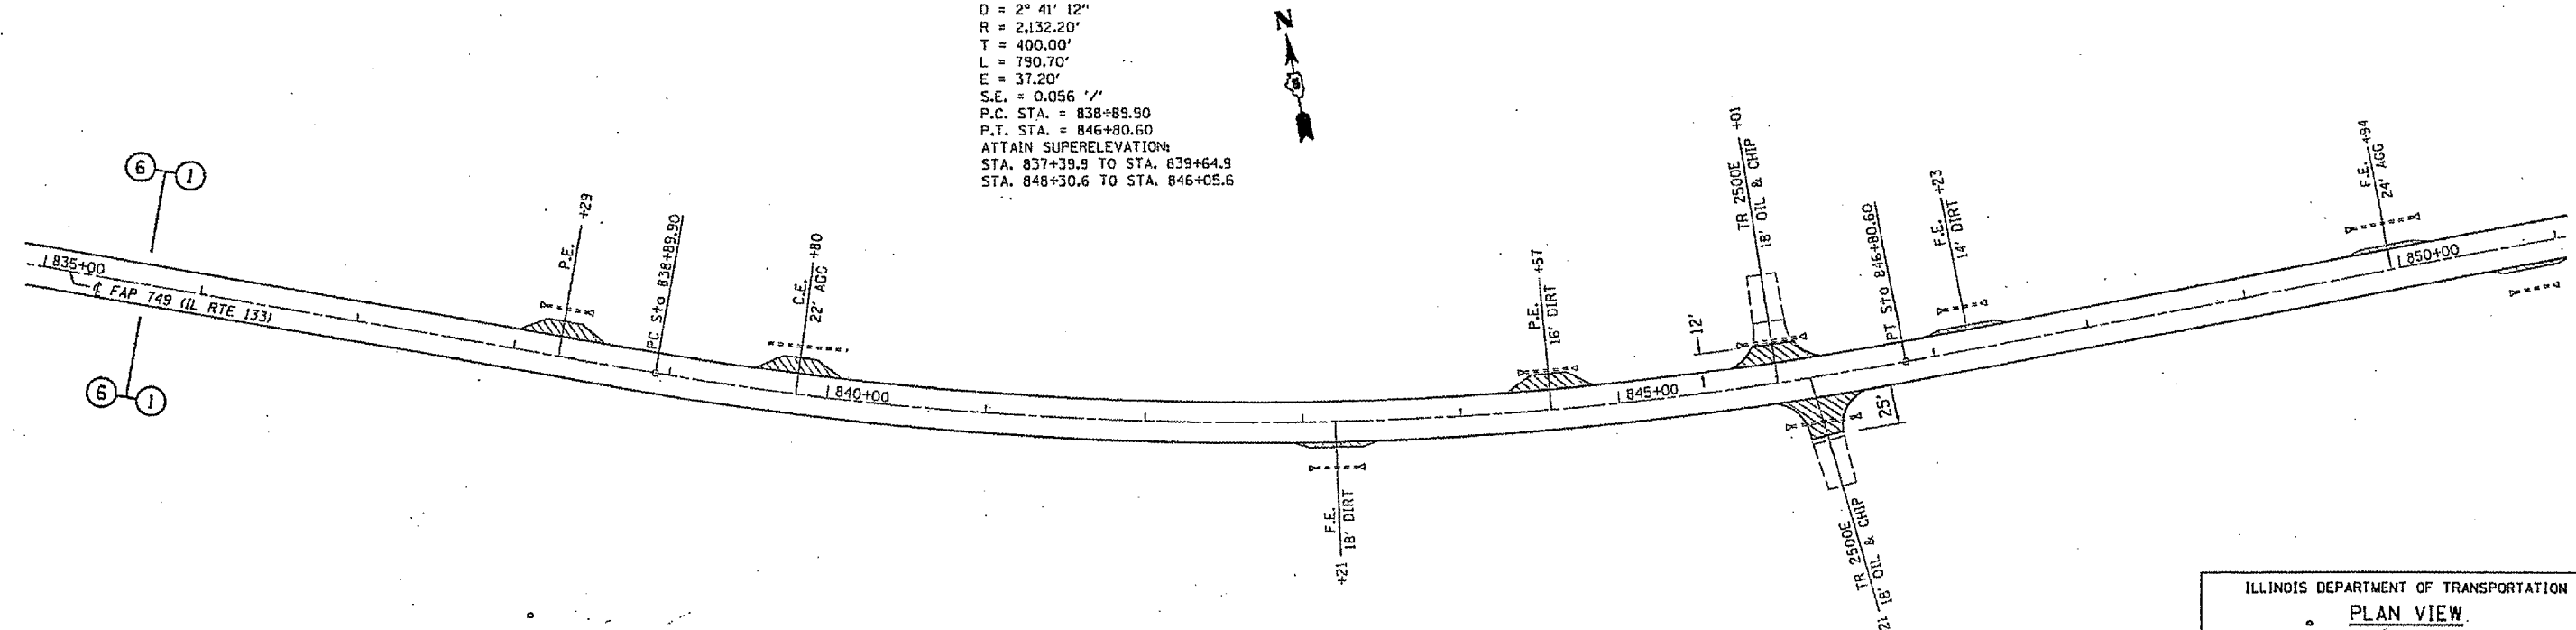 D = 2° 41' 12"
R = 2,132.20'
T = 400.00'
L = 790.70'
E = 37.20'
S.E. = 0.056 '/'
P.C. STA. = 838+89.90
P.T. STA. = 846+80.60
ATTAIN SUPERELEVATION:
STA. 837+39.9 TO STA. 839+64.9
STA. 848+30.6 TO STA. 846+05.6
N
6 1
835+00
℄ FAP 749 (IL RTE 133)
6 1
P.E. +29
PC Sta 838+89.90
C.E. +80
22' AGG
840+00
+21 F.E.
18' DIRT
P.E. +57
16' DIRT
845+00
12'
TR 2500E +01
18' OIL & CHIP
25'
TR 2500E
21 18' OIL & CHIP
PT Sta 846+80.60
F.E. +23
14' DIRT
F.E. +94
24' AGG
850+00
ILLINOIS DEPARTMENT OF TRANSPORTATION
PLAN VIEW